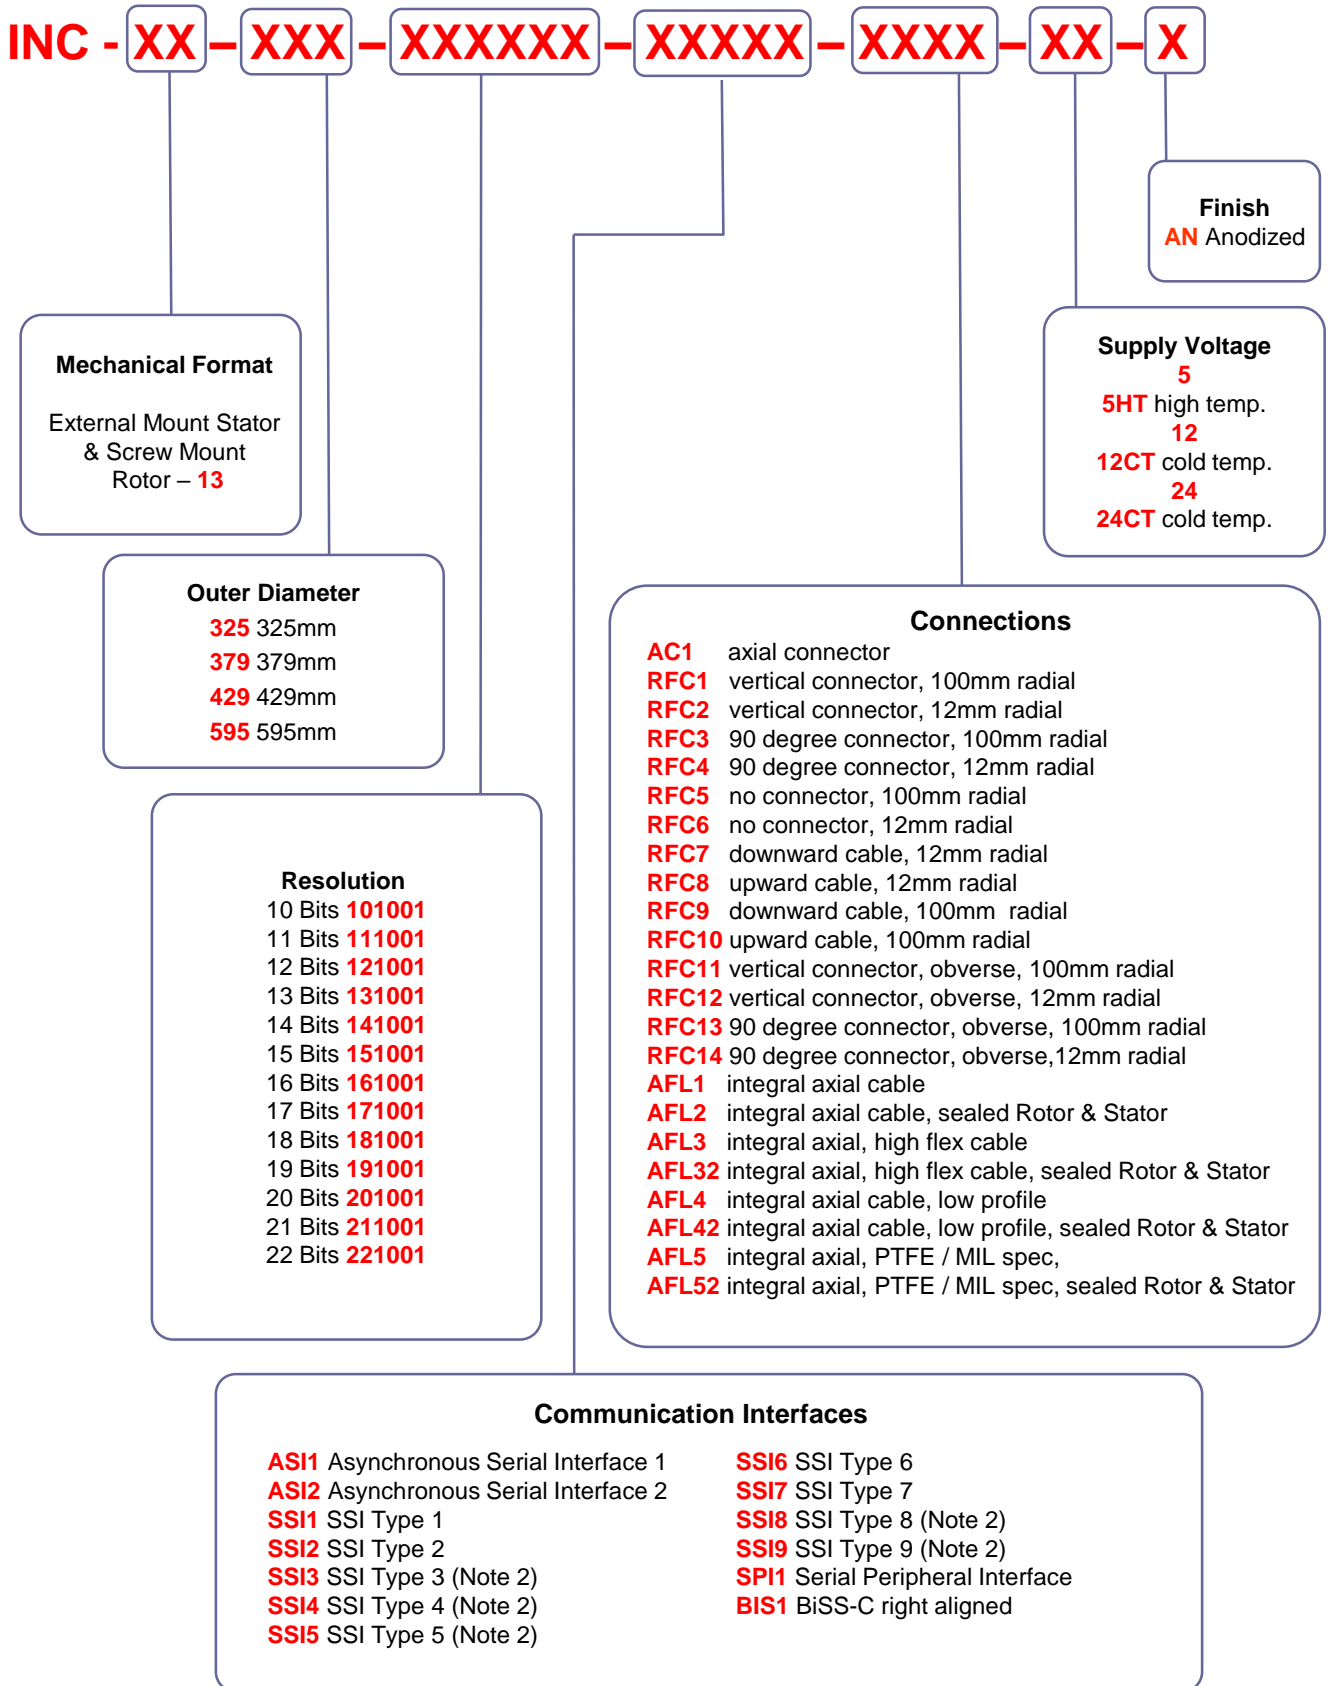 INC - XX – XXX – XXXXXX – XXXXX – XXXX – XX – X
Finish
AN Anodized
Mechanical Format
External Mount Stator
& Screw Mount
Rotor – 13
Supply Voltage
5
5HT high temp.
12
12CT cold temp.
24
24CT cold temp.
Outer Diameter
325 325mm
379 379mm
429 429mm
595 595mm
Connections
AC1 axial connector
RFC1 vertical connector, 100mm radial
RFC2 vertical connector, 12mm radial
RFC3 90 degree connector, 100mm radial
RFC4 90 degree connector, 12mm radial
RFC5 no connector, 100mm radial
RFC6 no connector, 12mm radial
RFC7 downward cable, 12mm radial
RFC8 upward cable, 12mm radial
RFC9 downward cable, 100mm radial
RFC10 upward cable, 100mm radial
RFC11 vertical connector, obverse, 100mm radial
RFC12 vertical connector, obverse, 12mm radial
RFC13 90 degree connector, obverse, 100mm radial
RFC14 90 degree connector, obverse,12mm radial
AFL1 integral axial cable
AFL2 integral axial cable, sealed Rotor & Stator
AFL3 integral axial, high flex cable
AFL32 integral axial, high flex cable, sealed Rotor & Stator
AFL4 integral axial cable, low profile
AFL42 integral axial cable, low profile, sealed Rotor & Stator
AFL5 integral axial, PTFE / MIL spec,
AFL52 integral axial, PTFE / MIL spec, sealed Rotor & Stator
Resolution
10 Bits 101001
11 Bits 111001
12 Bits 121001
13 Bits 131001
14 Bits 141001
15 Bits 151001
16 Bits 161001
17 Bits 171001
18 Bits 181001
19 Bits 191001
20 Bits 201001
21 Bits 211001
22 Bits 221001
Communication Interfaces
ASI1 Asynchronous Serial Interface 1
ASI2 Asynchronous Serial Interface 2
SSI1 SSI Type 1
SSI2 SSI Type 2
SSI3 SSI Type 3 (Note 2)
SSI4 SSI Type 4 (Note 2)
SSI5 SSI Type 5 (Note 2)
SSI6 SSI Type 6
SSI7 SSI Type 7
SSI8 SSI Type 8 (Note 2)
SSI9 SSI Type 9 (Note 2)
SPI1 Serial Peripheral Interface
BIS1 BiSS-C right aligned